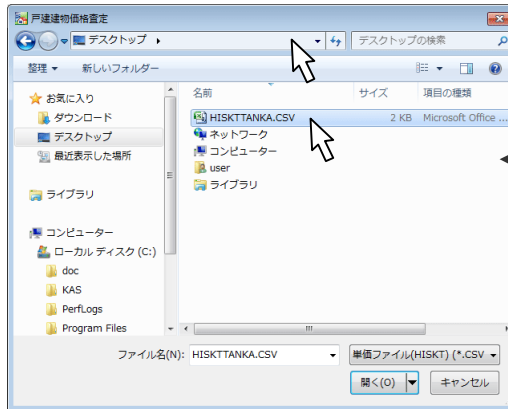 戸建建物価格査定
デスクトップ
デスクトップの検索
整理 新しいフォルダー
名前 サイズ 項目の種類
お気に入り
ダウンロード
デスクトップ
最近表示した場所
ライブラリ
コンピューター
ローカル ディスク (C:)
doc
KAS
PerfLogs
Program Files
HISKTTANKA.CSV 2 KB Microsoft Office ...
ネットワーク
コンピューター
user
ライブラリ
ファイル名(N): HISKTTANKA.CSV 単価ファイル(HISKT) (*.CSV
開く(O) キャンセル